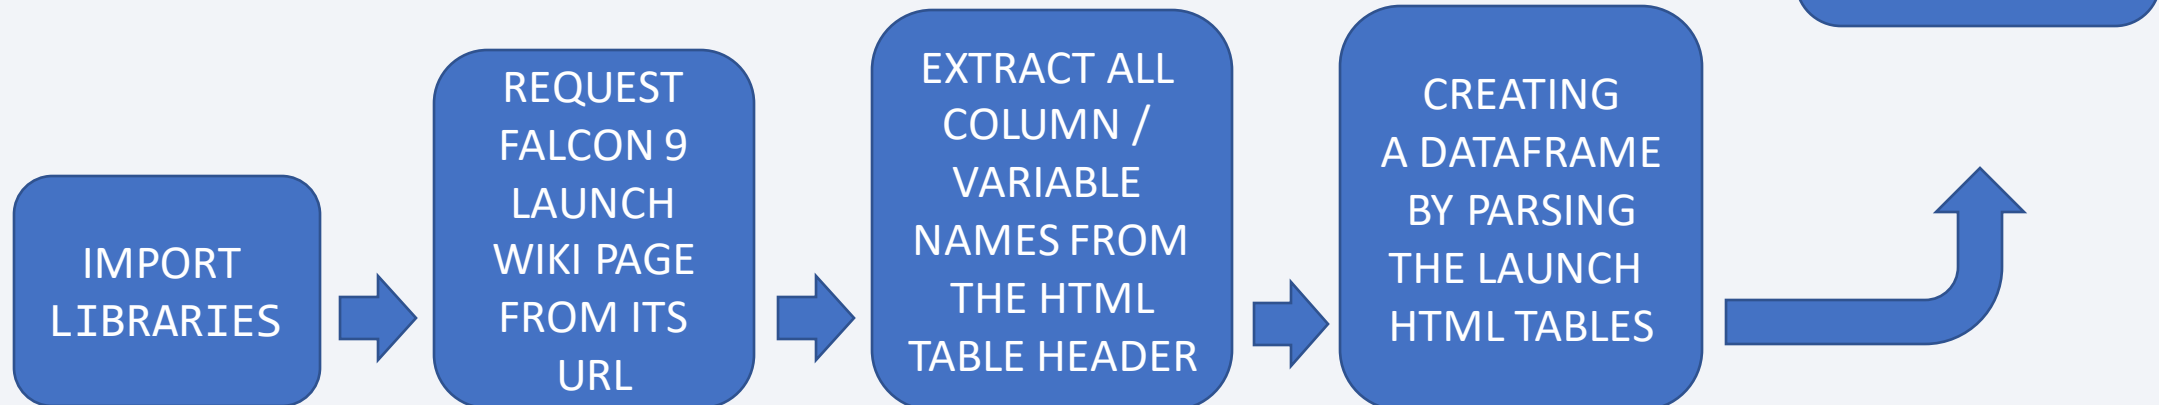 IMPORT
LIBRARIES
REQUEST
FALCON 9
LAUNCH
WIKI PAGE
FROM ITS
URL
EXTRACT ALL
COLUMN /
VARIABLE
NAMES FROM
THE HTML
TABLE HEADER
CREATING
A DATAFRAME
BY PARSING
THE LAUNCH
HTML TABLES